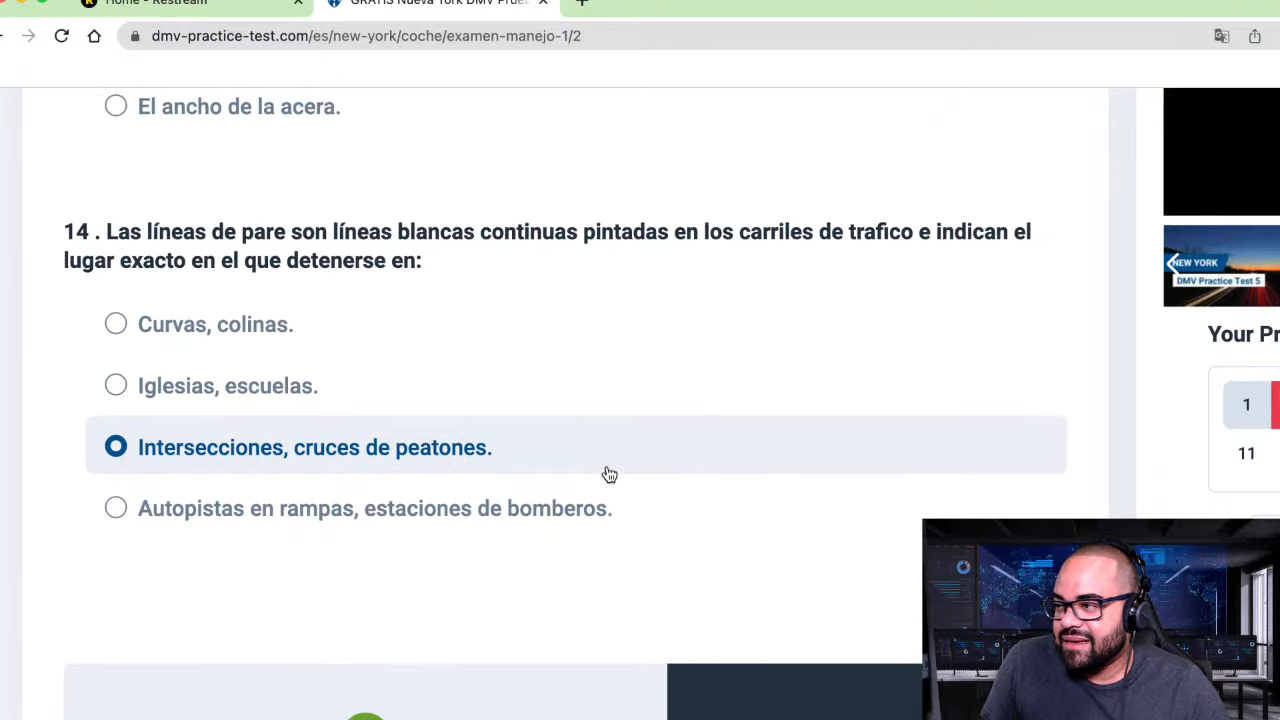 Home - Restream
GRATIS Nueva York DMV Prue
dmv-practice-test.com/es/new-york/coche/examen-manejo-1/2
El ancho de la acera.
14 . Las líneas de pare son líneas blancas continuas pintadas en los carriles de trafico e indican el
lugar exacto en el que detenerse en:
Curvas, colinas.
Iglesias, escuelas.
Intersecciones, cruces de peatones.
Autopistas en rampas, estaciones de bomberos.
NEW YORK
DMV Practice Test 5
Your Pr
1
11